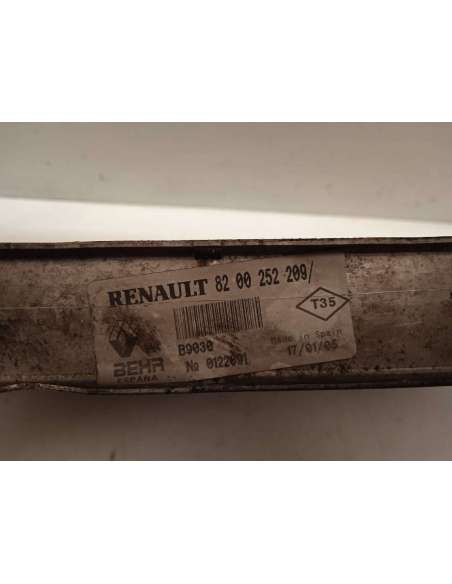 RENAULT 82 00 252 209/
T35
B9030
Made in Spain
BEHR
ESPAÑA
No 0122091
17/01/05